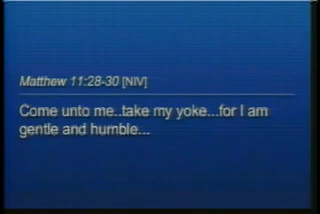 Matthew 11:28-30 [NIV]
Come unto me..take my yoke...for I am
gentle and humble...